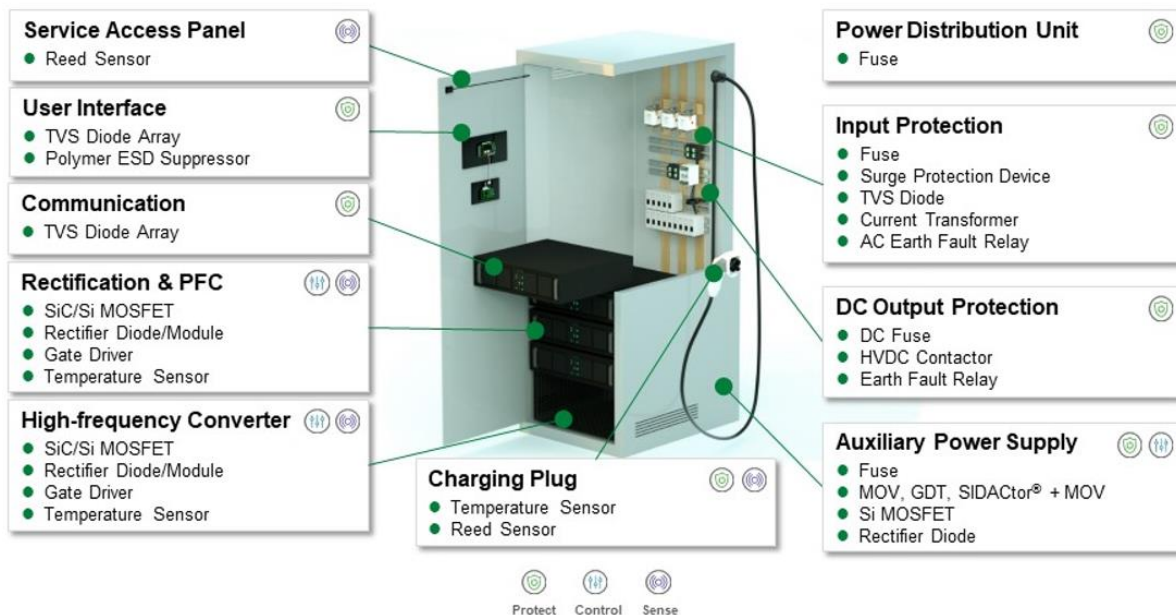 Service Access Panel
Reed Sensor
User Interface
TVS Diode Array
Polymer ESD Suppressor
Communication
TVS Diode Array
Rectification & PFC
SiC/Si MOSFET
Rectifier Diode/Module
Gate Driver
Temperature Sensor
High-frequency Converter
SiC/Si MOSFET
Rectifier Diode/Module
Gate Driver
Temperature Sensor
Charging Plug
Temperature Sensor
Reed Sensor
Power Distribution Unit
Fuse
Input Protection
Fuse
Surge Protection Device
TVS Diode
Current Transformer
AC Earth Fault Relay
DC Output Protection
DC Fuse
HVDC Contactor
Earth Fault Relay
Auxiliary Power Supply
Fuse
MOV, GDT, SIDACtor® + MOV
Si MOSFET
Rectifier Diode
Protect
Control
Sense